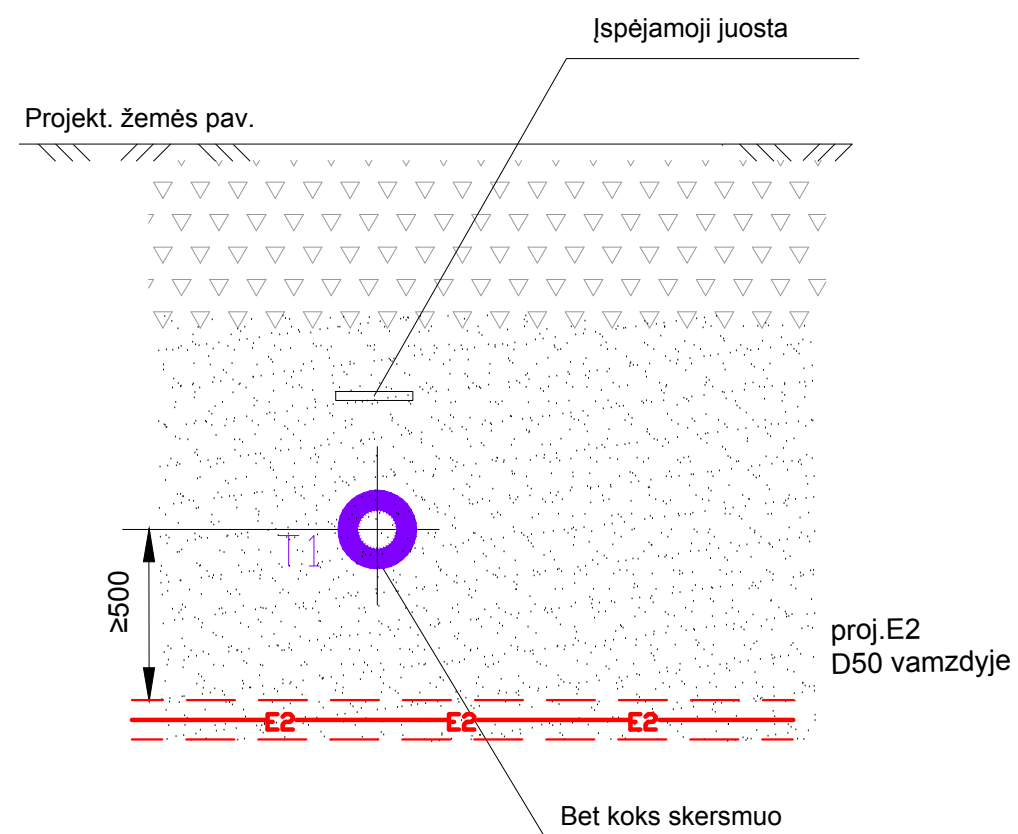 Įspėjamoji juosta
Projekt. žemės pav.
T1
≥500
proj.E2
D50 vamzdyje
E2 E2 E2
Bet koks skersmuo